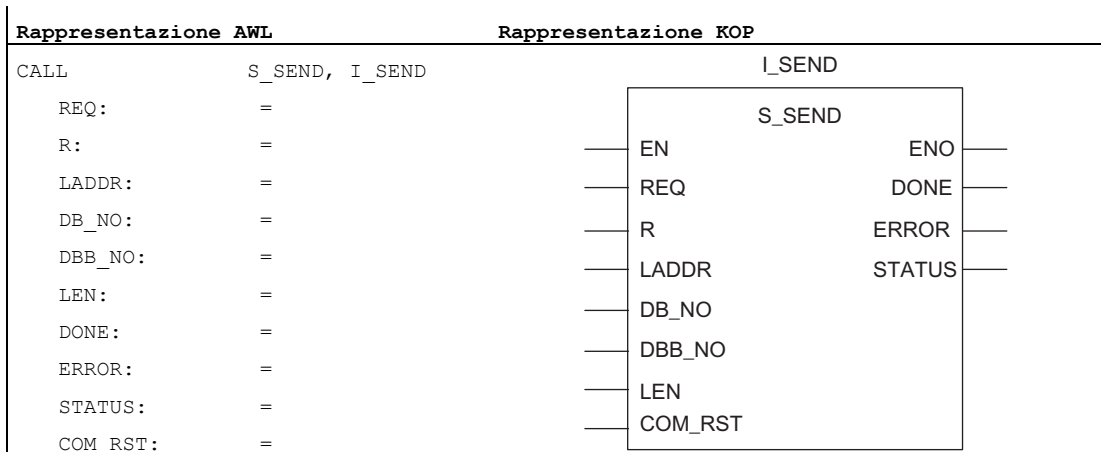 Rappresentazione AWL Rappresentazione KOP
CALL S_SEND, I_SEND
REQ: =
R: =
LADDR: =
DB_NO: =
DBB_NO: =
LEN: =
DONE: =
ERROR: =
STATUS: =
COM_RST: =
I_SEND
S_SEND
EN ENO
REQ DONE
R ERROR
LADDR STATUS
DB_NO
DBB_NO
LEN
COM_RST